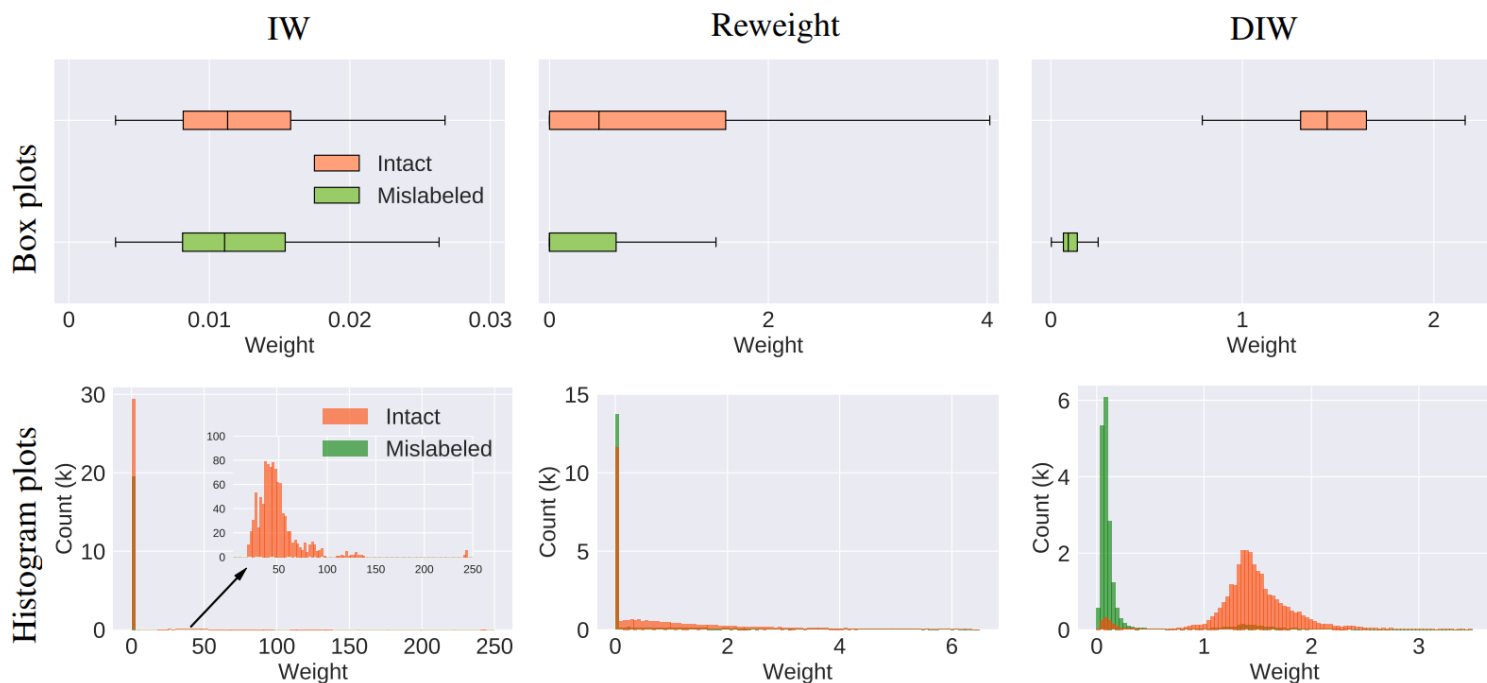 IW
Reweight
DIW
Box plots
Intact
Mislabeled
0 0.01 0.02 0.03
Weight
0 2 4
Weight
0 1 2
Weight
Histogram plots
Count (k)
30
20
10
0
Intact
Mislabeled
100
80
60
40
20
0
50 100 150 200 250
0 50 100 150 200 250
Weight
Count (k)
15
10
5
0
0 2 4 6
Weight
Count (k)
6
4
2
0
0 1 2 3
Weight